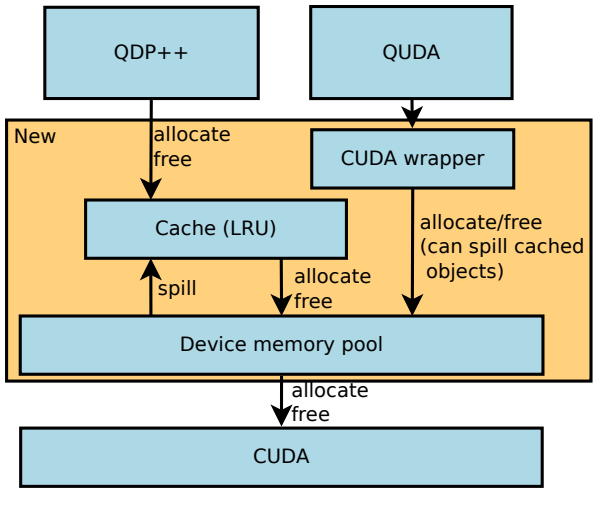 QDP++
QUDA
New
allocate
free
CUDA wrapper
Cache (LRU)
allocate/free
(can spill cached
objects)
spill
allocate
free
Device memory pool
allocate
free
CUDA